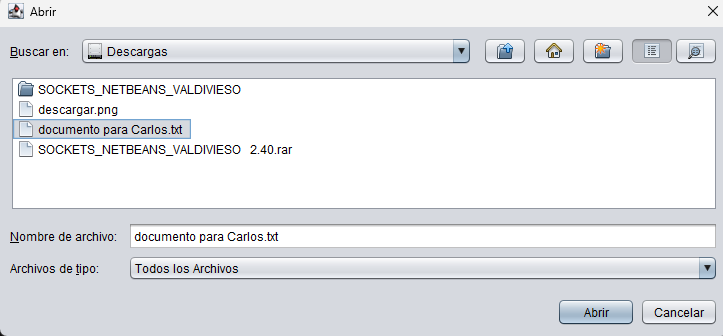 Abrir
Buscar en: Descargas
SOCKETS_NETBEANS_VALDIVIESO
descargar.png
documento para Carlos.txt
SOCKETS_NETBEANS_VALDIVIESO 2.40.rar
Nombre de archivo: documento para Carlos.txt
Archivos de tipo: Todos los Archivos
Abrir Cancelar